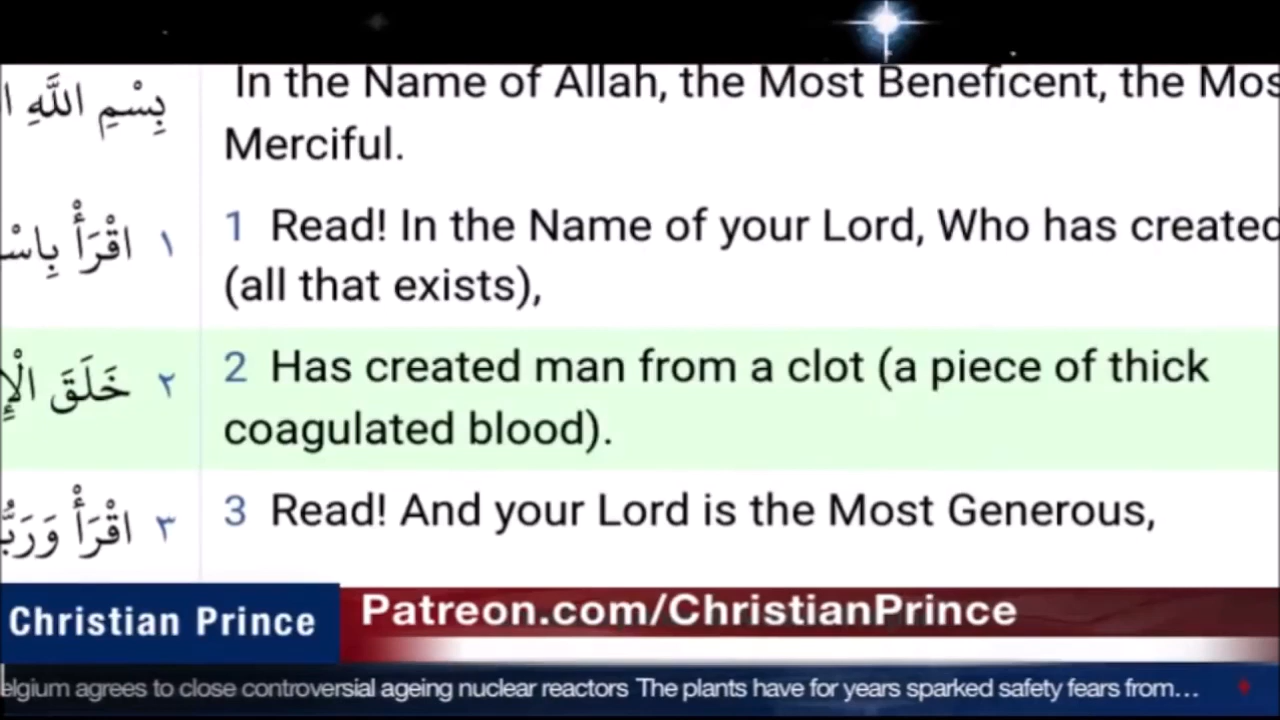 بِسْمِ اللَّهِ
In the Name of Allah, the Most Beneficent, the Mos
Merciful.
١ اقْرَأْ
1 Read! In the Name of your Lord, Who has created
(all that exists),
٢ خَلَقَ
2 Has created man from a clot (a piece of thick
coagulated blood).
٣ اقْرَأْ
3 Read! And your Lord is the Most Generous,
Christian Prince
Patreon.com/ChristianPrince
elgium agrees to close controversial ageing nuclear reactors The plants have for years sparked safety fears from...